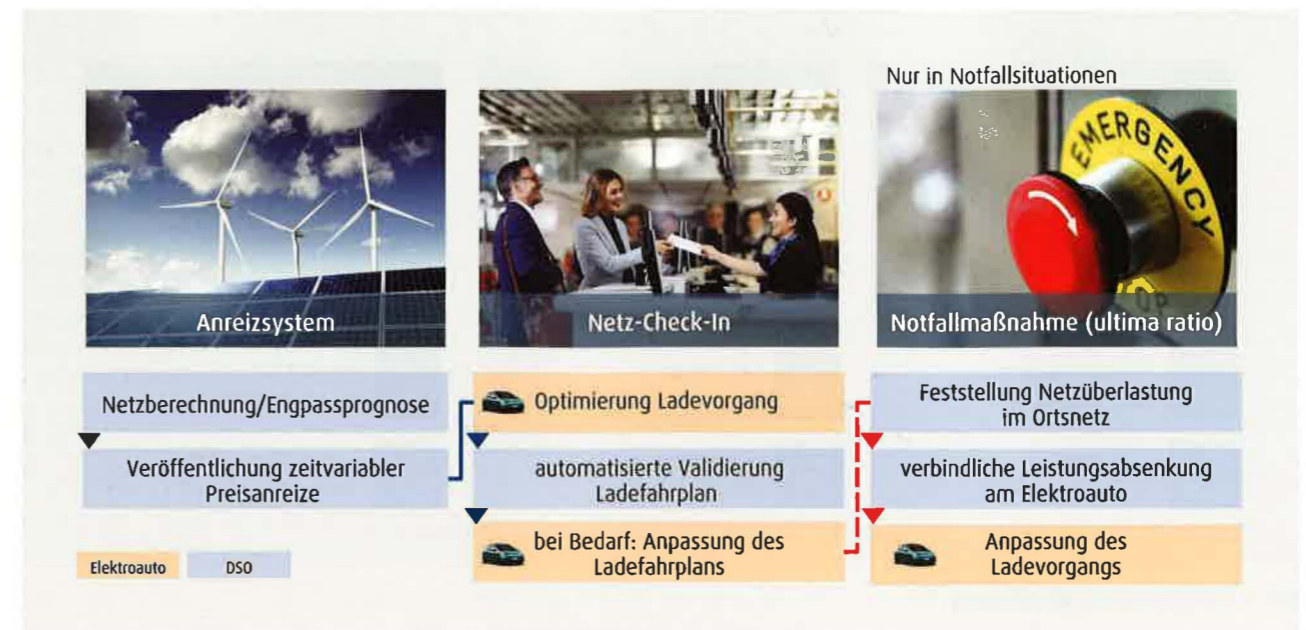 Nur in Notfallsituationen
EMERGENCY
Anreizsystem
Netz-Check-In
Notfallmaßnahme (ultima ratio)
Netzberechnung/Engpassprognose
Veröffentlichung zeitvariabler
Preisanreize
Optimierung Ladevorgang
automatisierte Validierung
Ladefahrplan
bei Bedarf: Anpassung des
Ladefahrplans
Feststellung Netzüberlastung
im Ortsnetz
verbindliche Leistungsabsenkung
am Elektroauto
Anpassung des
Ladevorgangs
Elektroauto
DSO